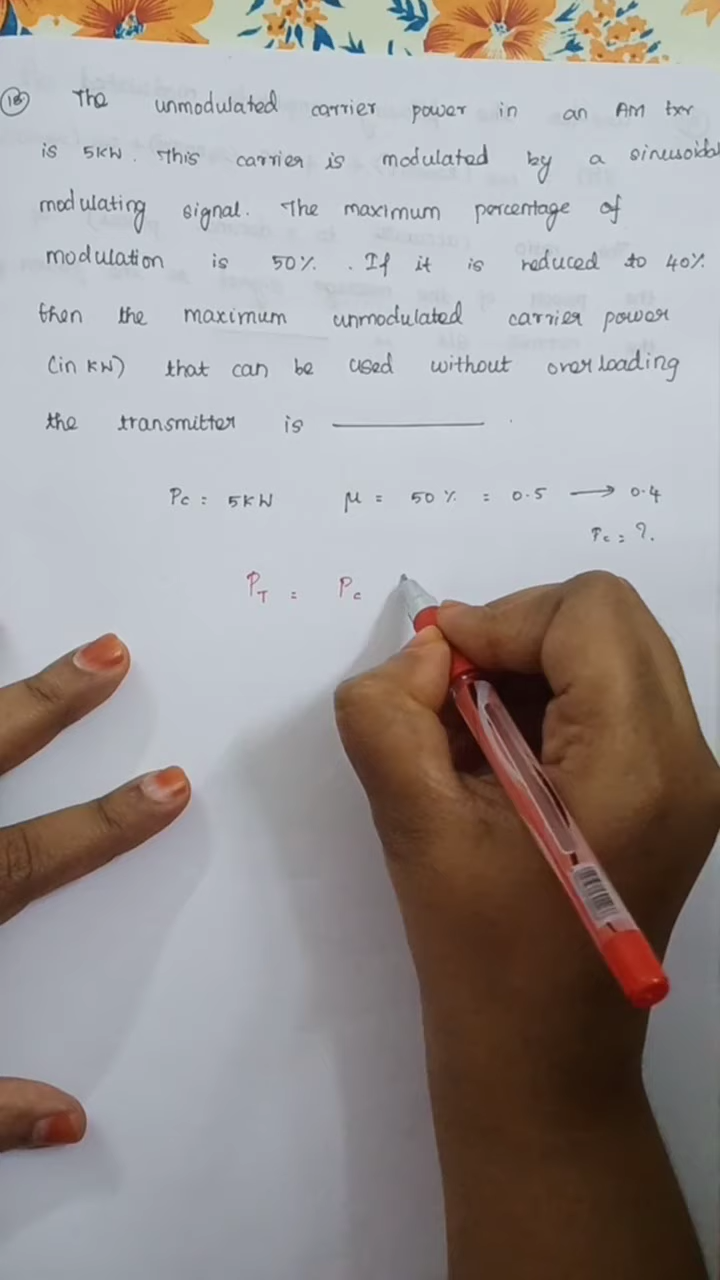 18 The unmodulated carrier power in an AM txr
is 5KW. This carrier is modulated by a sinusoidal
modulating signal. The maximum percentage of
modulation is 50%. If it is reduced to 40%
then the maximum unmodulated carrier power
(in KW) that can be used without overloading
the transmitter is ________ .
Pc = 5KW μ = 50% = 0.5 → 0.4
Pc = ?.
PT = Pc